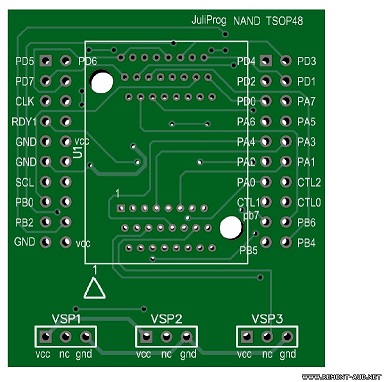 JuliProg NAND TSOP48
PD5 PD6 PD4 PD3
PD7 PD2 PD1
CLK PD0 PA7
RDY1 PA6 PA5
GND vcc PA4 PA3
U1
GND PA2 PA1
SCL PA0 CTL2
1
PB0 CTL1 CTL0
PB2 pb7 PB6
GND vcc PB5 PB4
1
VSP1 VSP2 VSP3
vcc nc gnd vcc nc gnd vcc nc gnd
WWW.REMONT-AUD.NET